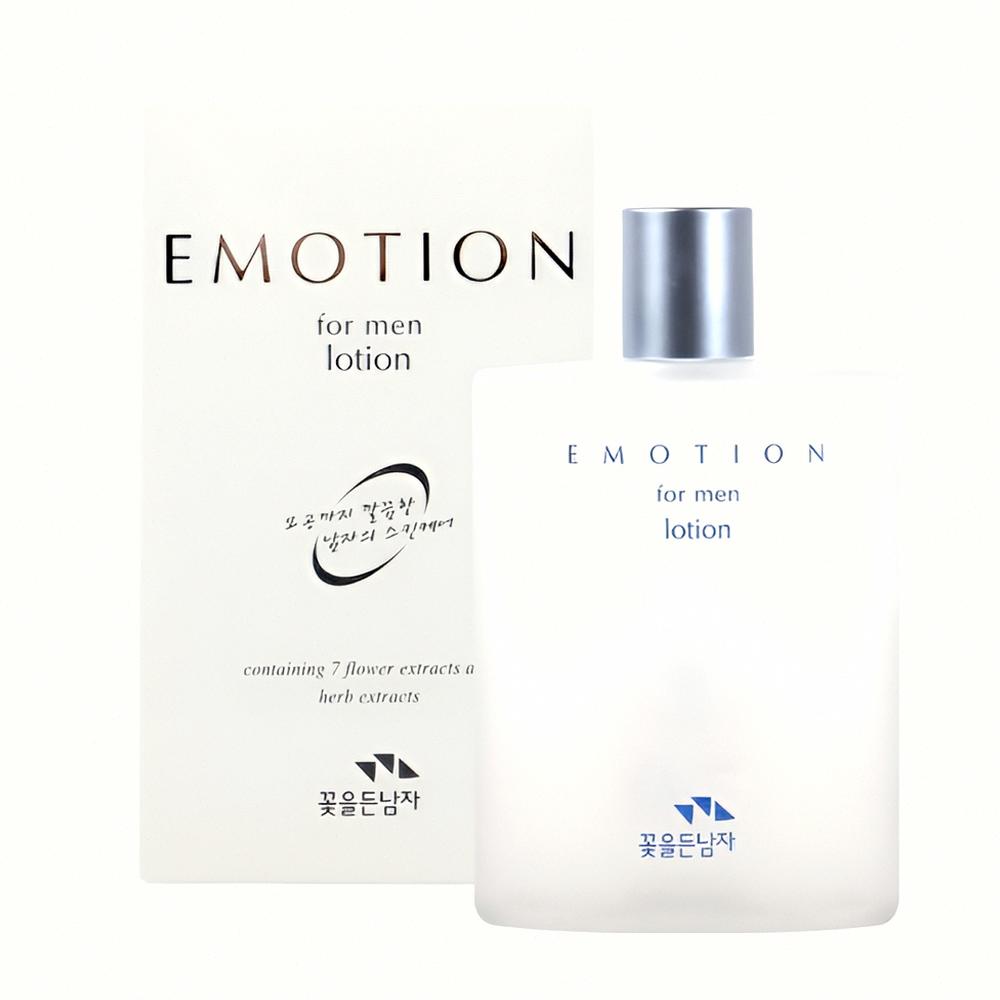 EMOTION
for men
lotion
모공까지 깔끔한
남자의 스킨케어
containing 7 flower extracts a
herb extracts
꽃을든남자
EMOTION
for men
lotion
꽃을든남자